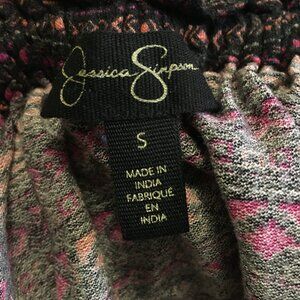 Jessica Simpson
S
MADE IN
INDIA
FABRIQUÉ
EN
INDIA